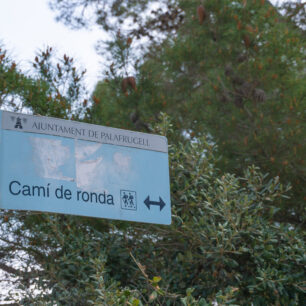 AJUNTAMENT DE PALAFRUGELL
Camí de ronda